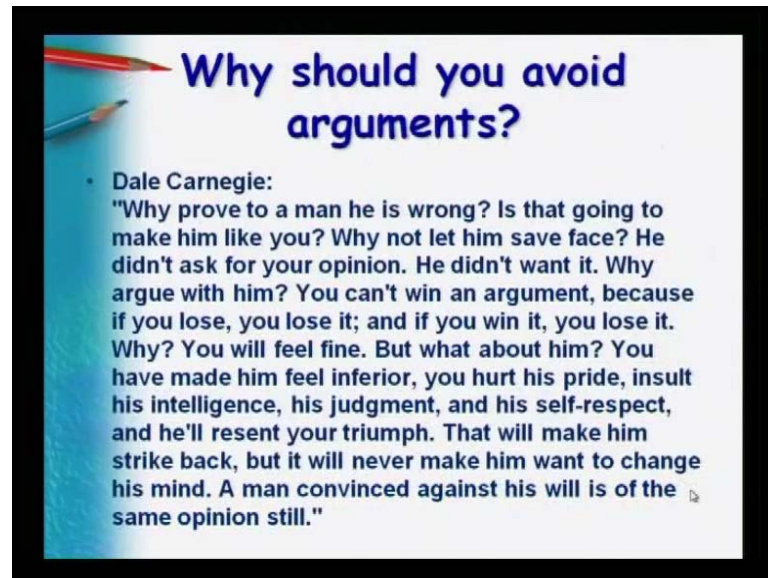 Why should you avoid
arguments?
• Dale Carnegie:
"Why prove to a man he is wrong? Is that going to
make him like you? Why not let him save face? He
didn't ask for your opinion. He didn't want it. Why
argue with him? You can't win an argument, because
if you lose, you lose it; and if you win it, you lose it.
Why? You will feel fine. But what about him? You
have made him feel inferior, you hurt his pride, insult
his intelligence, his judgment, and his self-respect,
and he'll resent your triumph. That will make him
strike back, but it will never make him want to change
his mind. A man convinced against his will is of the
same opinion still."